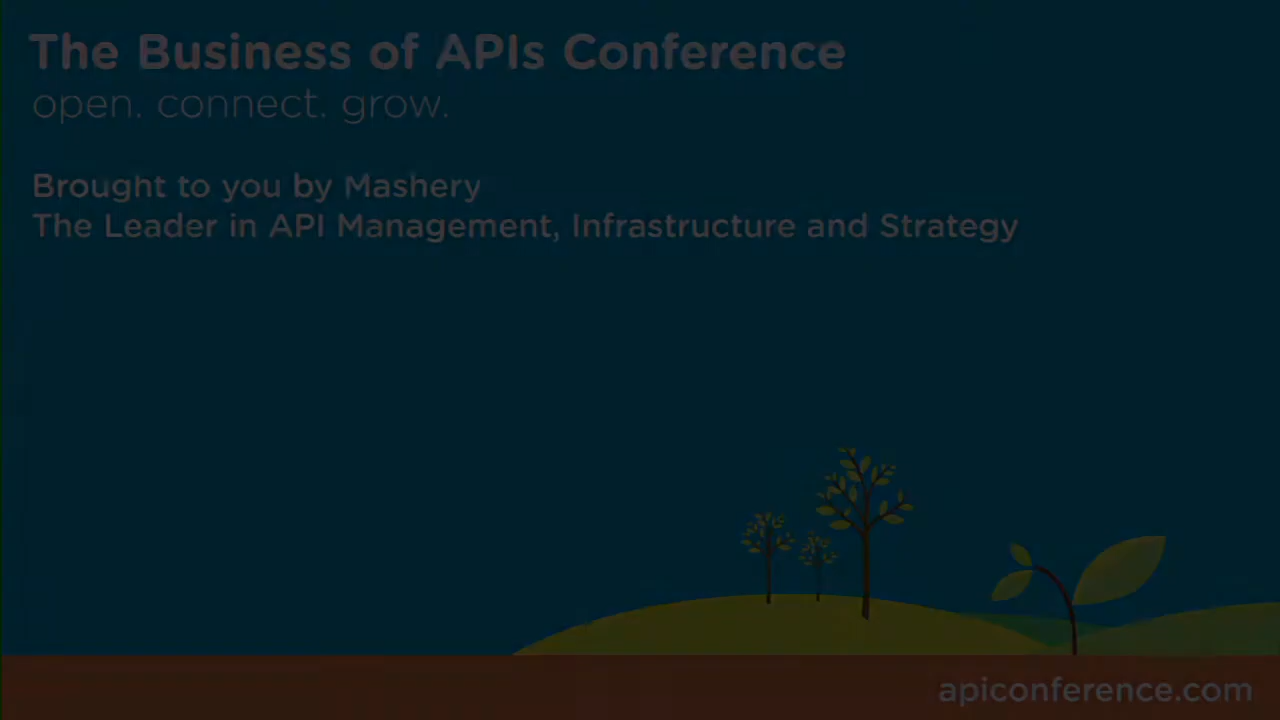 The Business of APIs Conference
open. connect. grow.
Brought to you by Mashery
The Leader in API Management, Infrastructure and Strategy
apiconference.com